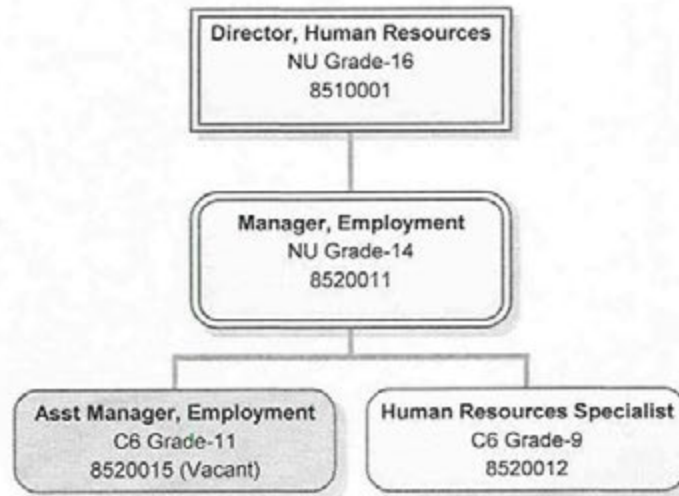 Director, Human Resources
NU Grade-16
8510001
Manager, Employment
NU Grade-14
8520011
Asst Manager, Employment
C6 Grade-11
8520015 (Vacant)
Human Resources Specialist
C6 Grade-9
8520012